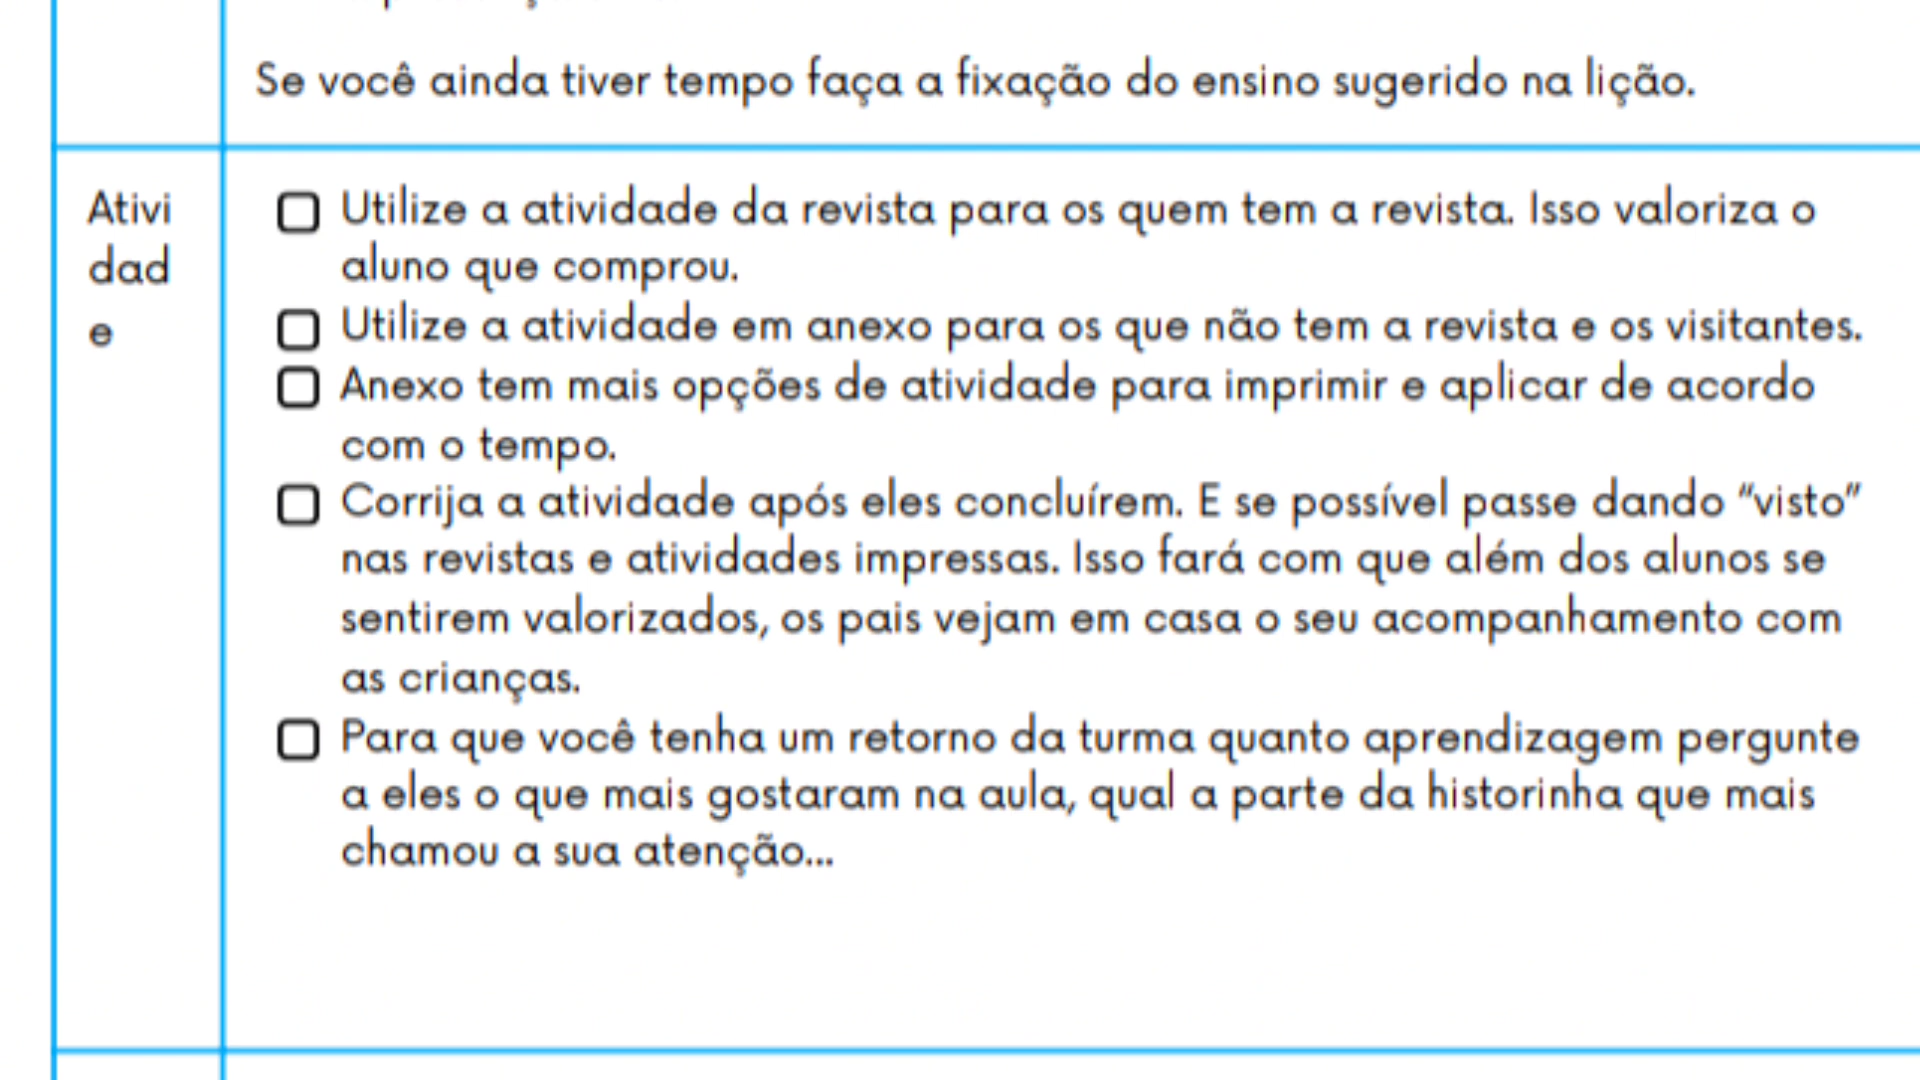 Se você ainda tiver tempo faça a fixação do ensino sugerido na lição.
Ativi
dad
e
Utilize a atividade da revista para os quem tem a revista. Isso valoriza o
aluno que comprou.
Utilize a atividade em anexo para os que não tem a revista e os visitantes.
Anexo tem mais opções de atividade para imprimir e aplicar de acordo
com o tempo.
Corrija a atividade após eles concluírem. E se possível passe dando “visto”
nas revistas e atividades impressas. Isso fará com que além dos alunos se
sentirem valorizados, os pais vejam em casa o seu acompanhamento com
as crianças.
Para que você tenha um retorno da turma quanto aprendizagem pergunte
a eles o que mais gostaram na aula, qual a parte da historinha que mais
chamou a sua atenção...